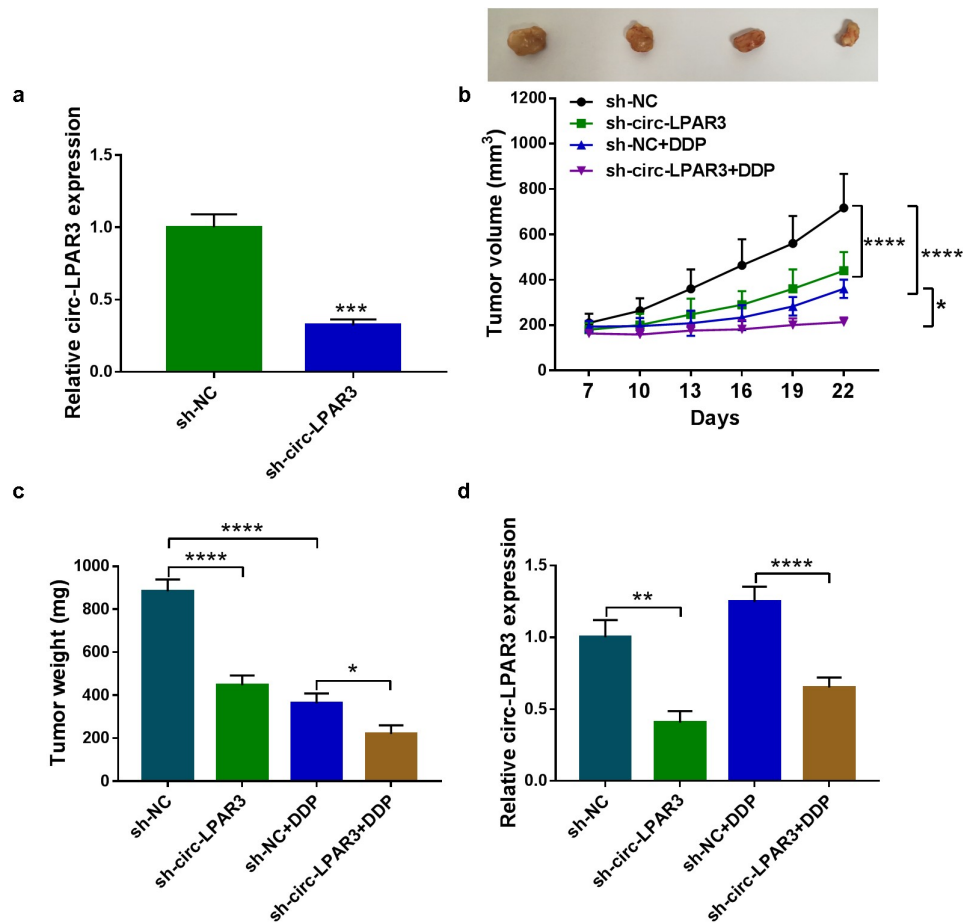 a
Relative circ-LPAR3 expression
1.5
1.0
0.5
0.0
***
sh-NC
sh-circ-LPAR3
b
Tumor volume (mm³)
1200
1000
800
600
400
200
0
sh-NC
sh-circ-LPAR3
sh-NC+DDP
sh-circ-LPAR3+DDP
****
****
*
7 10 13 16 19 22
Days
c
Tumor weight (mg)
1000
800
600
400
200
0
****
****
*
sh-NC
sh-circ-LPAR3
sh-NC+DDP
sh-circ-LPAR3+DDP
d
Relative circ-LPAR3 expression
1.5
1.0
0.5
0.0
**
****
sh-NC
sh-circ-LPAR3
sh-NC+DDP
sh-circ-LPAR3+DDP